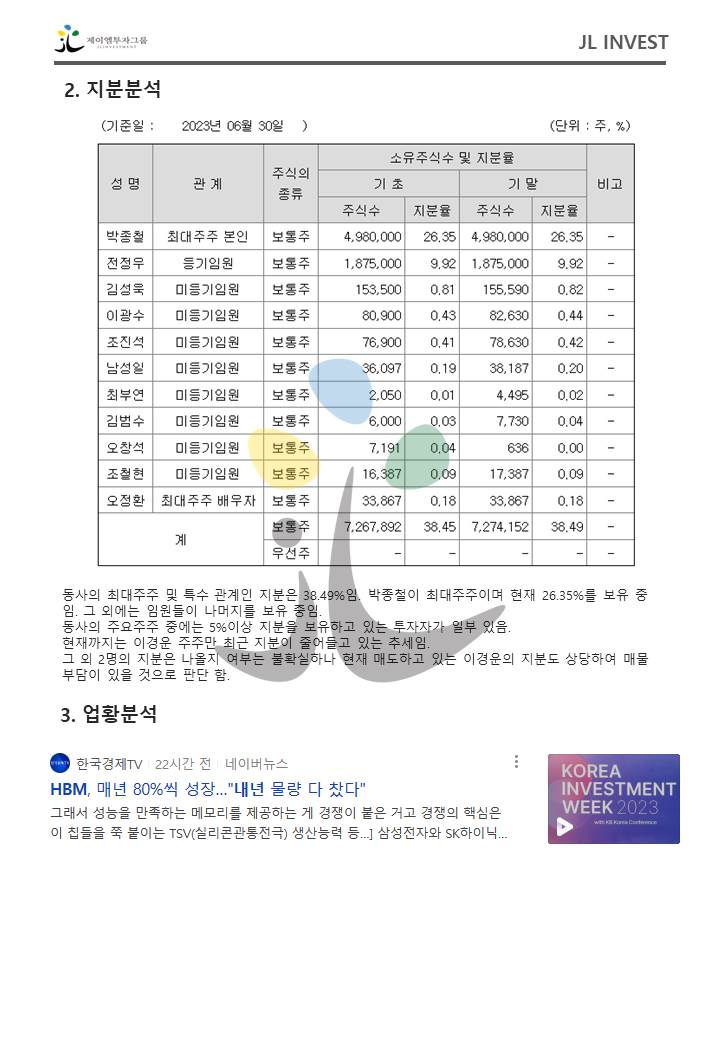 제이엘투자그룹
JLINVESTMENT
JL INVEST
2. 지분분석
(기준일 : 2023년 06월 30일 ) (단위 : 주, %)
성 명 관 계 주식의 종류 소유주식수 및 지분율 비고
기 초 기 말
주식수 지분율 주식수 지분율
박종철 최대주주 본인 보통주 4,980,000 26.35 4,980,000 26.35 -
전정우 등기임원 보통주 1,875,000 9.92 1,875,000 9.92 -
김성욱 미등기임원 보통주 153,500 0.81 155,590 0.82 -
이광수 미등기임원 보통주 80,900 0.43 82,630 0.44 -
조진석 미등기임원 보통주 76,900 0.41 78,630 0.42 -
남성일 미등기임원 보통주 36,097 0.19 38,187 0.20 -
최부연 미등기임원 보통주 2,050 0.01 4,495 0.02 -
김범수 미등기임원 보통주 6,000 0.03 7,730 0.04 -
오창석 미등기임원 보통주 7,191 0.04 636 0.00 -
조철현 미등기임원 보통주 16,387 0.09 17,387 0.09 -
오정환 최대주주 배우자 보통주 33,867 0.18 33,867 0.18 -
계 보통주 7,267,892 38.45 7,274,152 38.49 -
우선주 - - - - -
동사의 최대주주 및 특수 관계인 지분은 38.49%임. 박종철이 최대주주이며 현재 26.35%를 보유 중
임. 그 외에는 임원들이 나머지를 보유 중임.
동사의 주요주주 중에는 5%이상 지분을 보유하고 있는 투자자가 일부 있음.
현재까지는 이경운 주주만 최근 지분이 줄어들고 있는 추세임.
그 외 2명의 지분은 나올지 여부는 불확실하나 현재 매도하고 있는 이경운의 지분도 상당하여 매물
부담이 있을 것으로 판단 함.
3. 업황분석
한국경제TV 22시간 전 네이버뉴스
HBM, 매년 80%씩 성장..."내년 물량 다 찼다"
그래서 성능을 만족하는 메모리를 제공하는 게 경쟁이 붙은 거고 경쟁의 핵심은
이 칩들을 쭉 붙이는 TSV(실리콘관통전극) 생산능력 등...] 삼성전자와 SK하이닉...
KOREA
INVESTMENT
WEEK 2023
with KB Korea Conference